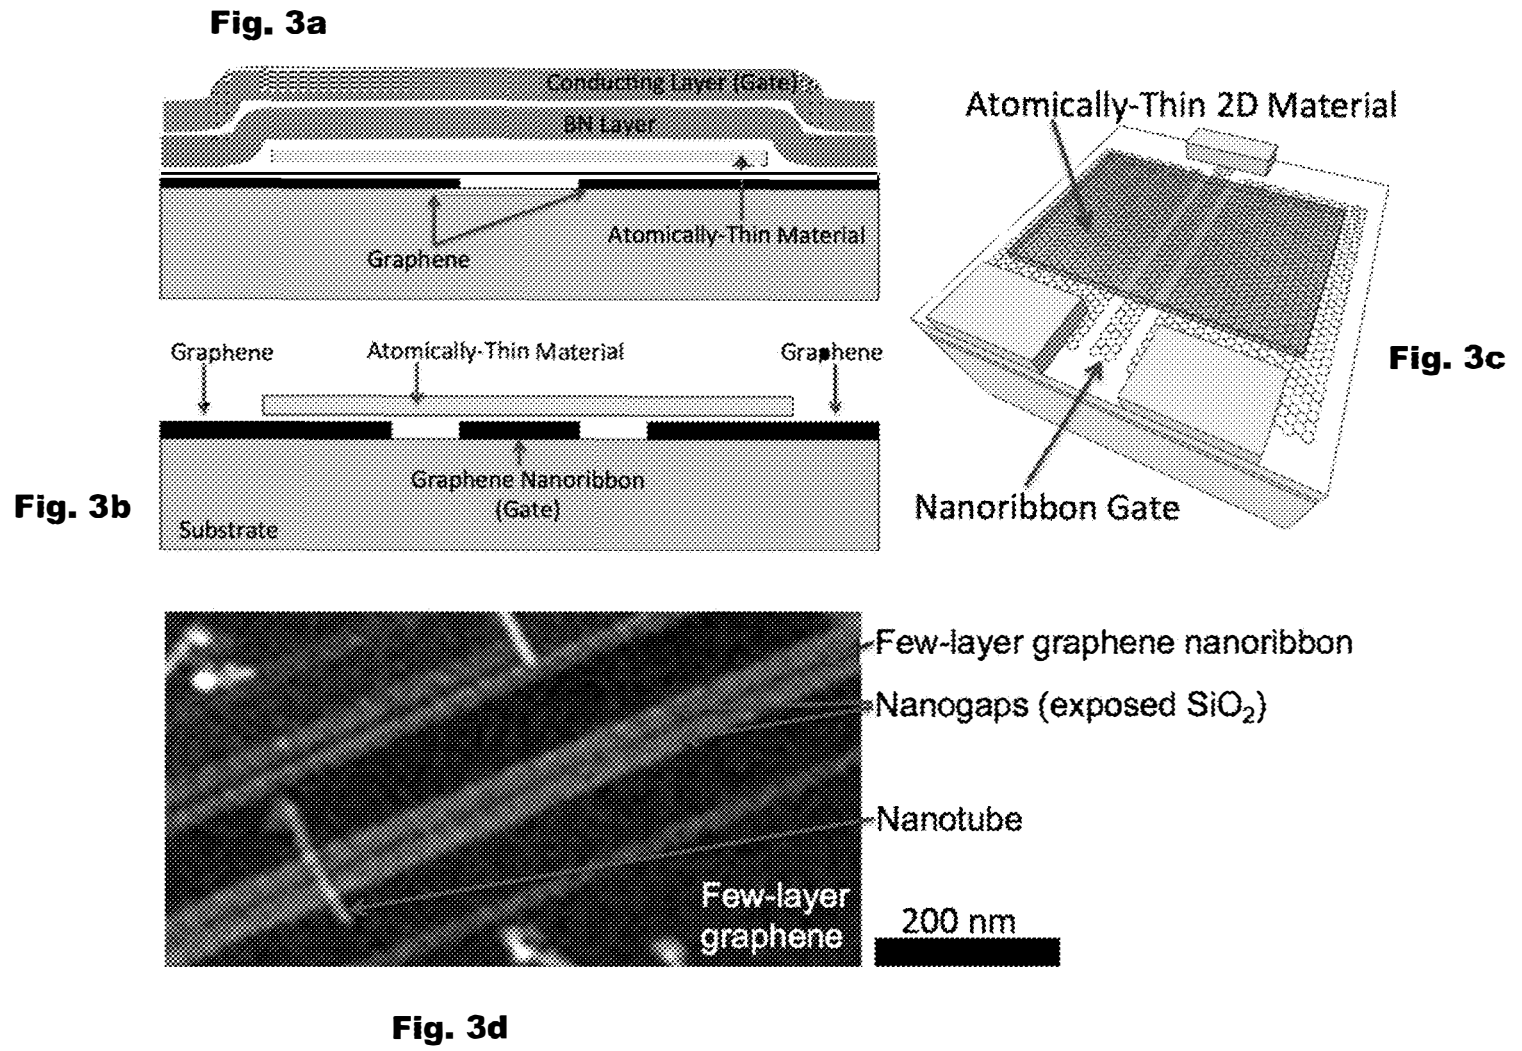 Fig. 3a
Conducting Layer (Gate)
BN Layer
Atomically-Thin Material
Graphene
Atomically-Thin 2D Material
Nanoribbon Gate
Fig. 3c
Graphene
Atomically-Thin Material
Graphene
Graphene Nanoribbon
(Gate)
Substrate
Fig. 3b
Few-layer graphene nanoribbon
Nanogaps (exposed SiO₂)
Nanotube
Few-layer
graphene
200 nm
Fig. 3d